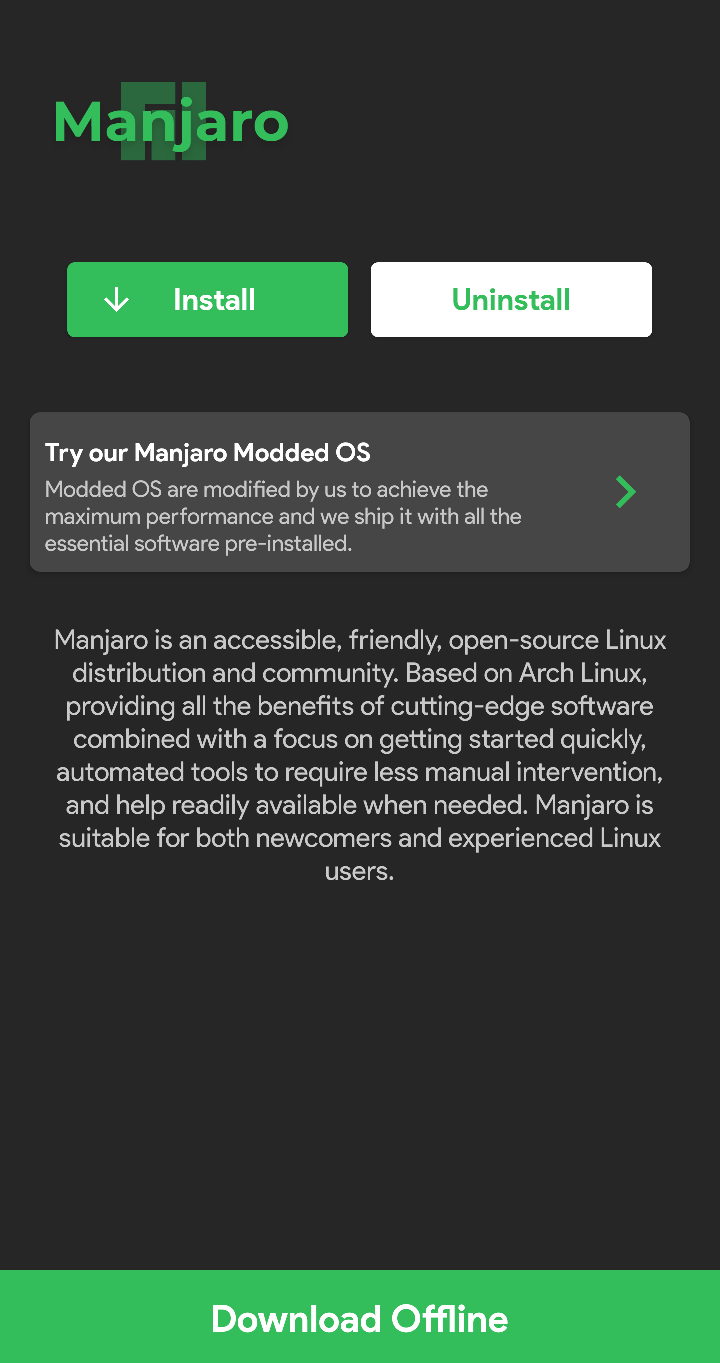 Manjaro
Install
Uninstall
Try our Manjaro Modded OS
Modded OS are modified by us to achieve the
maximum performance and we ship it with all the
essential software pre-installed.
Manjaro is an accessible, friendly, open-source Linux
distribution and community. Based on Arch Linux,
providing all the benefits of cutting-edge software
combined with a focus on getting started quickly,
automated tools to require less manual intervention,
and help readily available when needed. Manjaro is
suitable for both newcomers and experienced Linux
users.
Download Offline